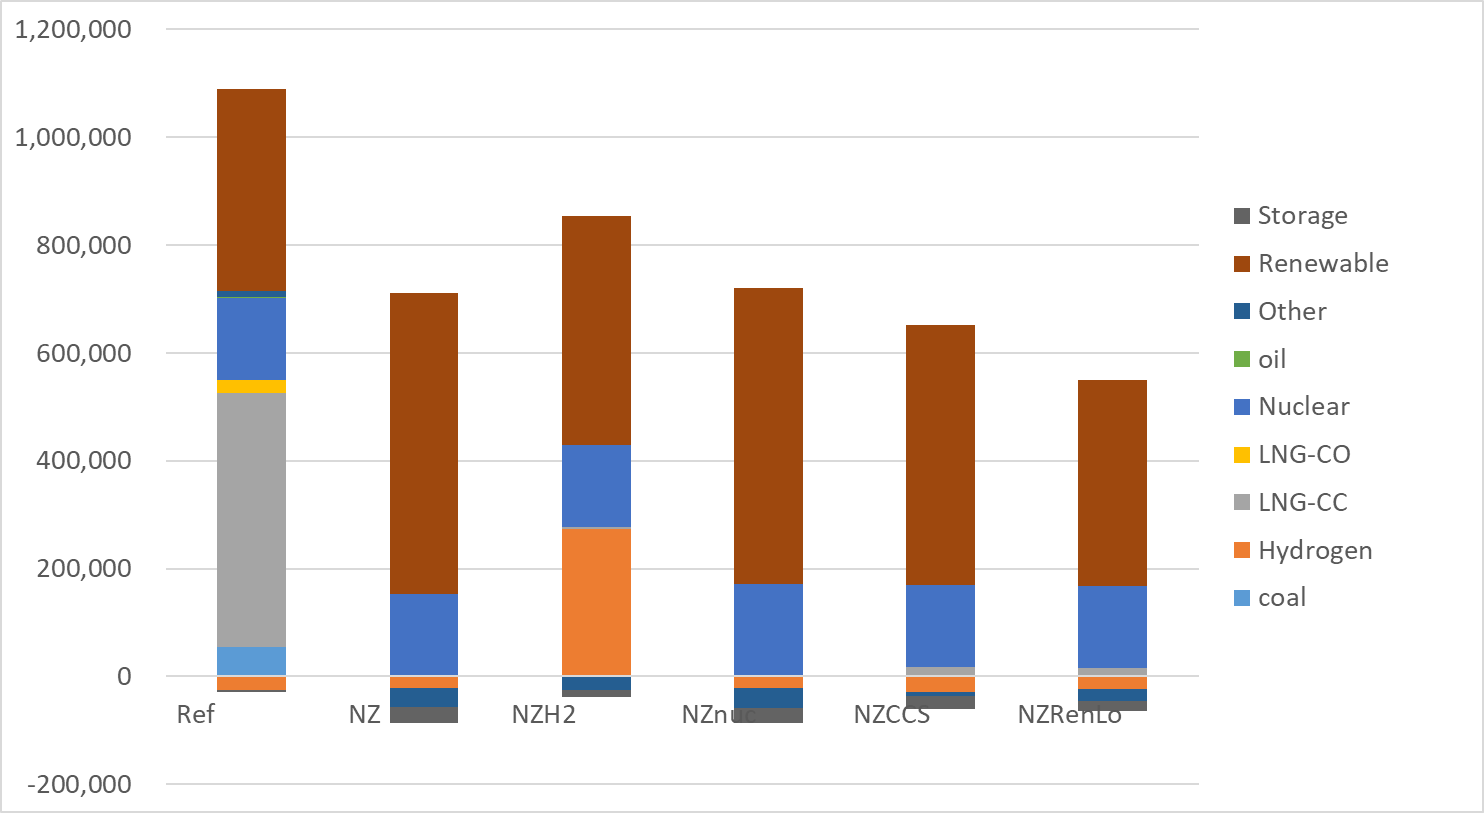 1,200,000
1,000,000
800,000
600,000
400,000
200,000
0
-200,000
Ref
NZ
NZH2
NZnuc
NZCCS
NZRenLo
Storage
Renewable
Other
oil
Nuclear
LNG-CO
LNG-CC
Hydrogen
coal